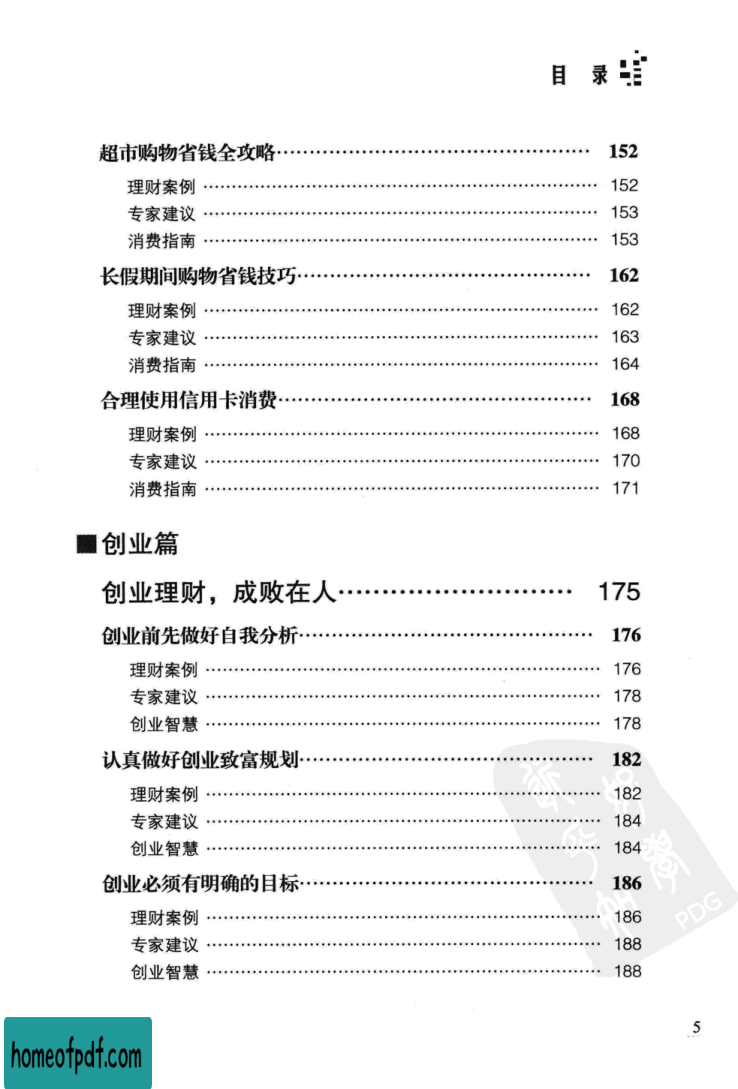 目 录
超市购物省钱全攻略…………………………………… 152
理财案例…………………………………… 152
专家建议…………………………………… 153
消费指南…………………………………… 153
长假期间购物省钱技巧…………………………………… 162
理财案例…………………………………… 162
专家建议…………………………………… 163
消费指南…………………………………… 164
合理使用信用卡消费…………………………………… 168
理财案例…………………………………… 168
专家建议…………………………………… 170
消费指南…………………………………… 171
■创业篇
创业理财，成败在人…………………………………… 175
创业前先做好自我分析…………………………………… 176
理财案例…………………………………… 176
专家建议…………………………………… 178
创业智慧…………………………………… 178
认真做好创业致富规划…………………………………… 182
理财案例…………………………………… 182
专家建议…………………………………… 184
创业智慧…………………………………… 184
创业必须有明确的目标…………………………………… 186
理财案例…………………………………… 186
专家建议…………………………………… 188
创业智慧…………………………………… 188
PDG
5
homeofpdf.com